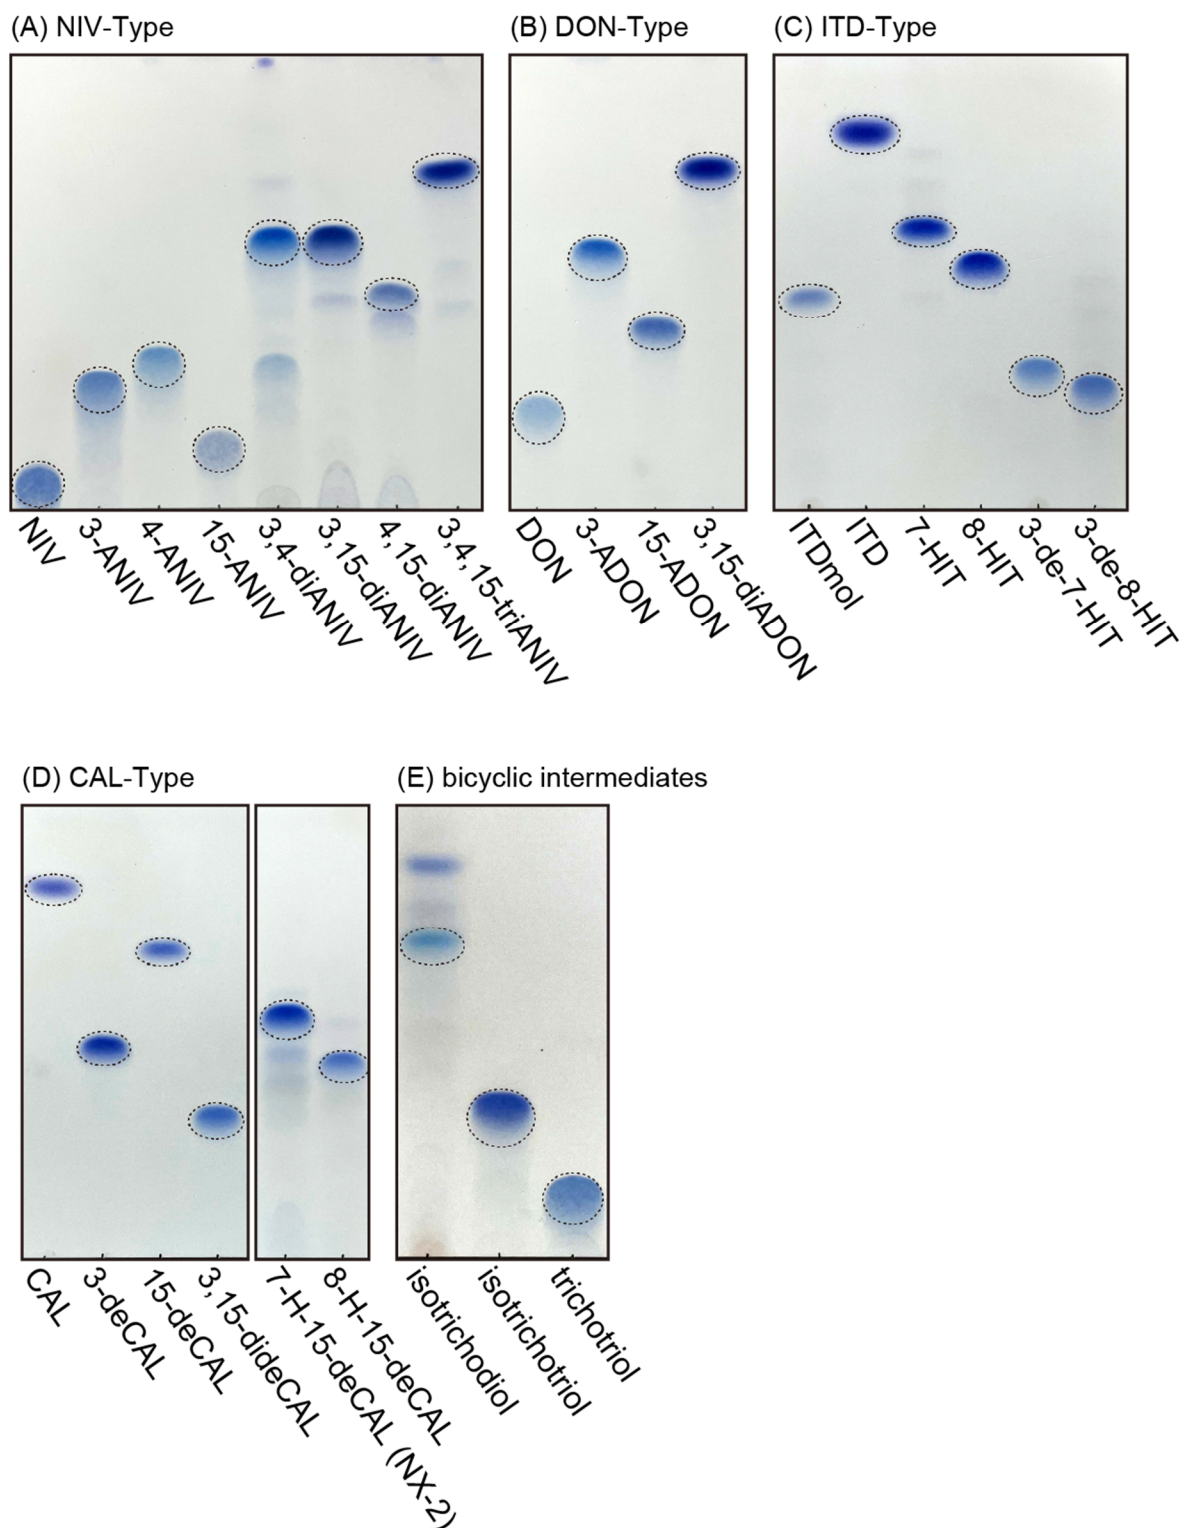 (A) NIV-Type
(B) DON-Type
(C) ITD-Type
NIV
3-ANIV
4-ANIV
15-ANIV
3,4-diANIV
3,15-diANIV
4,15-diANIV
3,4,15-triANIV
DON
3-ADON
15-ADON
3,15-diADON
ITDmol
ITD
7-HIT
8-HIT
3-de-7-HIT
3-de-8-HIT
(D) CAL-Type
(E) bicyclic intermediates
CAL
3-deCAL
15-deCAL
3,15-dideCAL
7-H-15-deCAL (NX-2)
8-H-15-deCAL
isotrichodiol
isotrichotriol
trichotriol